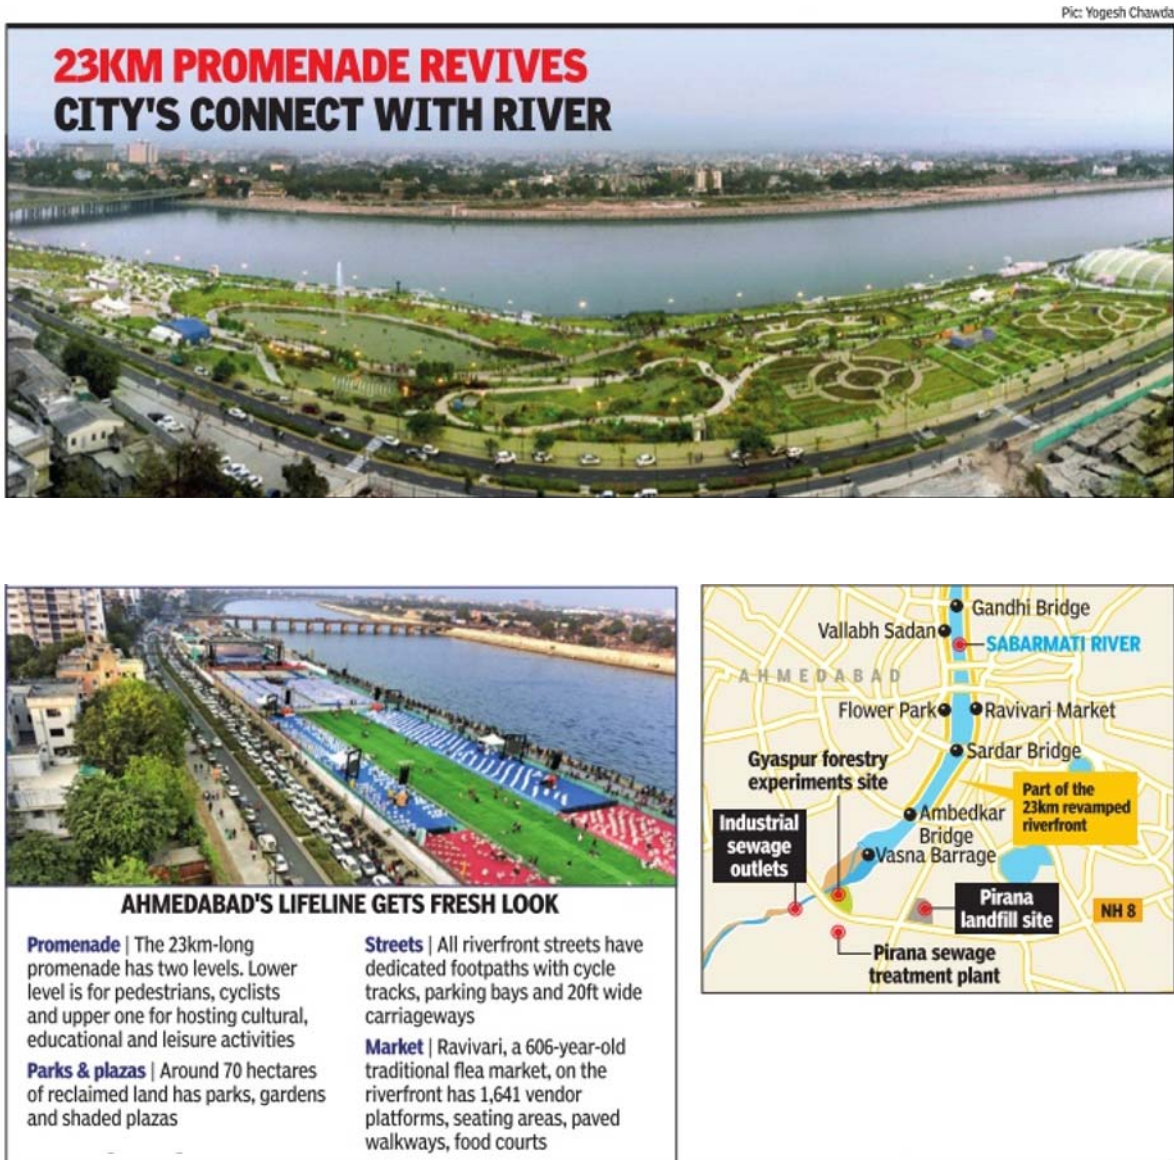 Pic: Yogesh Chawda
23KM PROMENADE REVIVES
CITY'S CONNECT WITH RIVER
AHMEDABAD'S LIFELINE GETS FRESH LOOK
Promenade | The 23km-long
promenade has two levels. Lower
level is for pedestrians, cyclists
and upper one for hosting cultural,
educational and leisure activities
Parks & plazas | Around 70 hectares
of reclaimed land has parks, gardens
and shaded plazas
Streets | All riverfront streets have
dedicated footpaths with cycle
tracks, parking bays and 20ft wide
carriageways
Market | Ravivari, a 606-year-old
traditional flea market, on the
riverfront has 1,641 vendor
platforms, seating areas, paved
walkways, food courts
Gandhi Bridge
Vallabh Sadan
SABARMATI RIVER
AHMEDABAD
Flower Park
Ravivari Market
Sardar Bridge
Gyaspur forestry
experiments site
Part of the
23km revamped
riverfront
Ambedkar
Bridge
Industrial
sewage
outlets
Vasna Barrage
Pirana
landfill site
NH 8
Pirana sewage
treatment plant